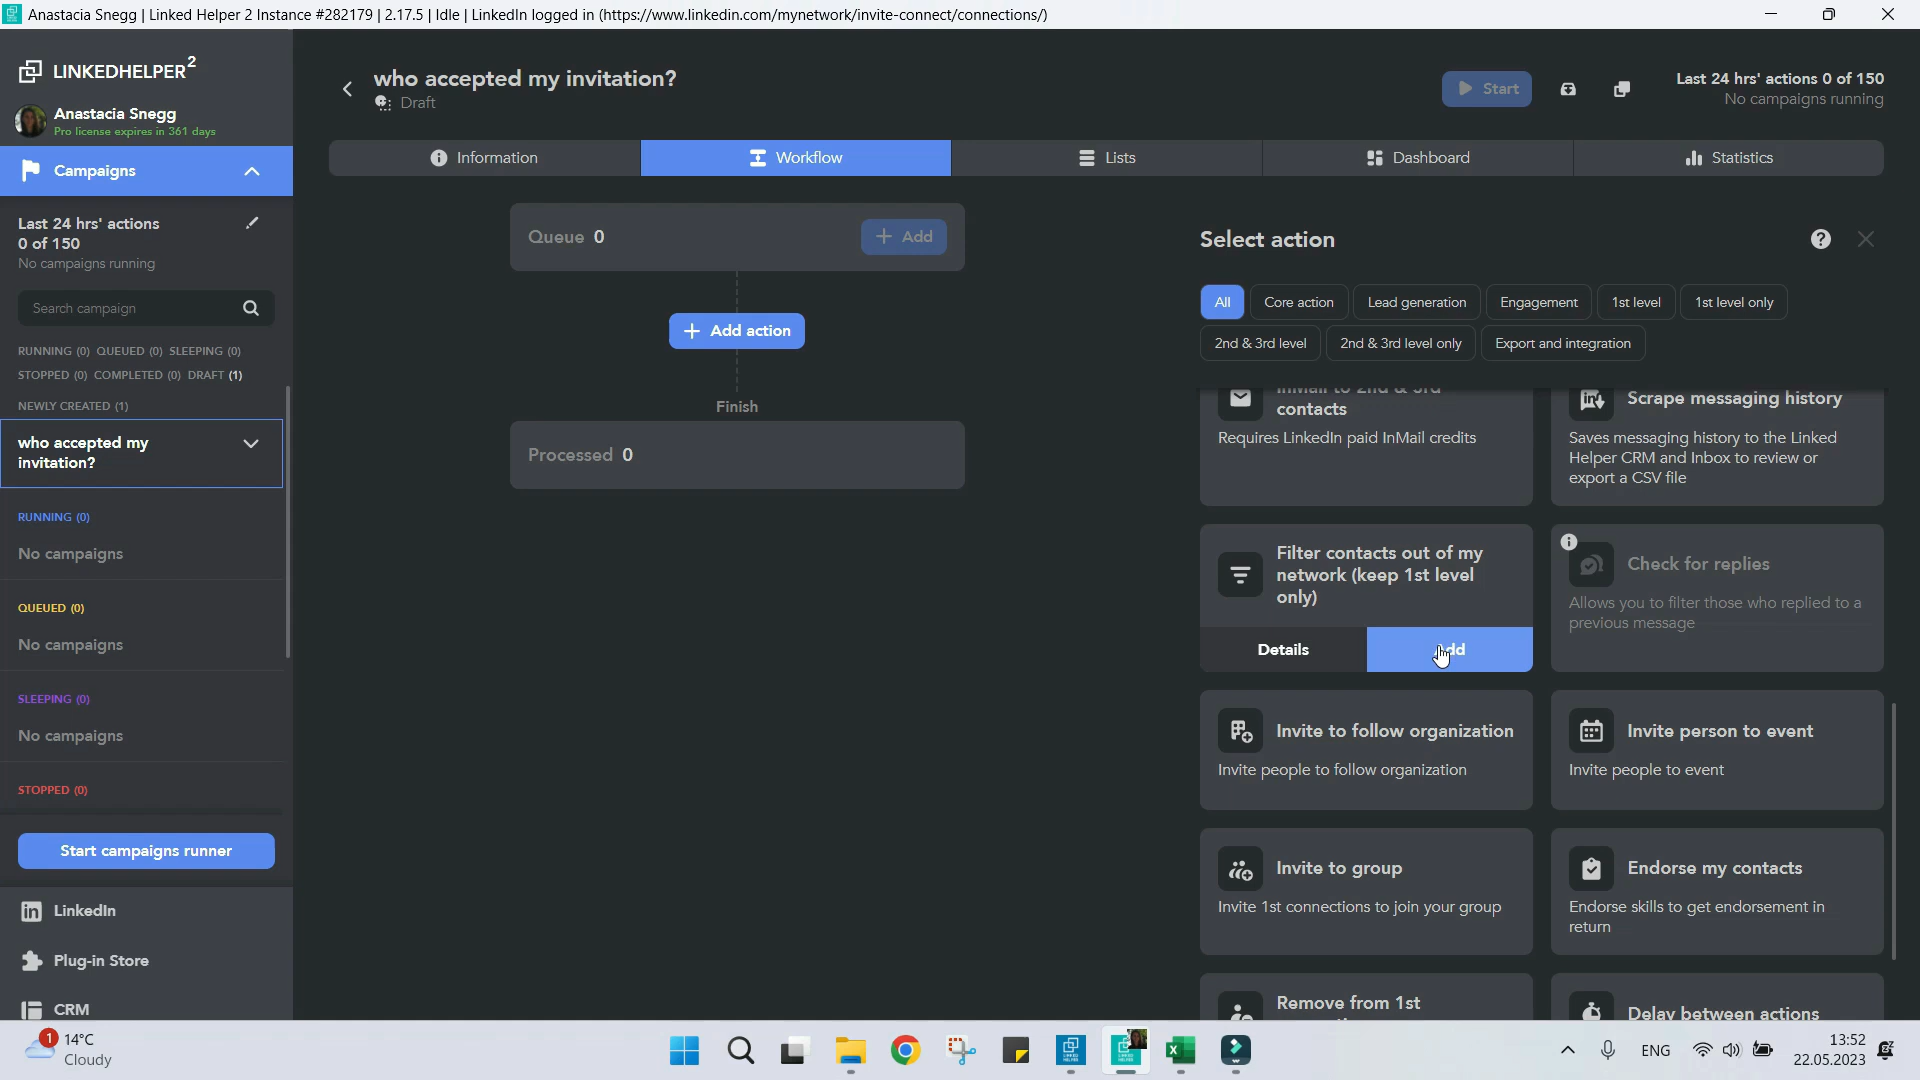 Anastacia Snegg | Linked Helper 2 Instance #282179 | 2.17.5 | Idle | LinkedIn logged in (https://www.linkedin.com/mynetwork/invite-connect/connections/)
LINKEDHELPER 2
Anastacia Snegg
Pro license expires in 361 days
Campaigns
Last 24 hrs' actions
0 of 150
No campaigns running
Search campaign
RUNNING (0) QUEUED (0) SLEEPING (0)
STOPPED (0) COMPLETED (0) DRAFT (1)
NEWLY CREATED (1)
who accepted my
invitation?
RUNNING (0)
No campaigns
QUEUED (0)
No campaigns
SLEEPING (0)
No campaigns
STOPPED (0)
Start campaigns runner
LinkedIn
Plug-in Store
CRM
who accepted my invitation?
Draft
Start
Last 24 hrs' actions 0 of 150
No campaigns running
Information
Workflow
Lists
Dashboard
Statistics
Queue 0
+ Add
+ Add action
Finish
Processed 0
Select action
All
Core action
Lead generation
Engagement
1st level
1st level only
2nd & 3rd level
2nd & 3rd level only
Export and integration
InMail to 2nd & 3rd
contacts
Requires LinkedIn paid InMail credits
Scrape messaging history
Saves messaging history to the Linked
Helper CRM and Inbox to review or
export a CSV file
Filter contacts out of my
network (keep 1st level
only)
Details
Add
Check for replies
Allows you to filter those who replied to a
previous message
Invite to follow organization
Invite people to follow organization
Invite person to event
Invite people to event
Invite to group
Invite 1st connections to join your group
Endorse my contacts
Endorse skills to get endorsement in
return
Remove from 1st
Delay between actions
1
14°C
Cloudy
ENG
13:52
22.05.2023